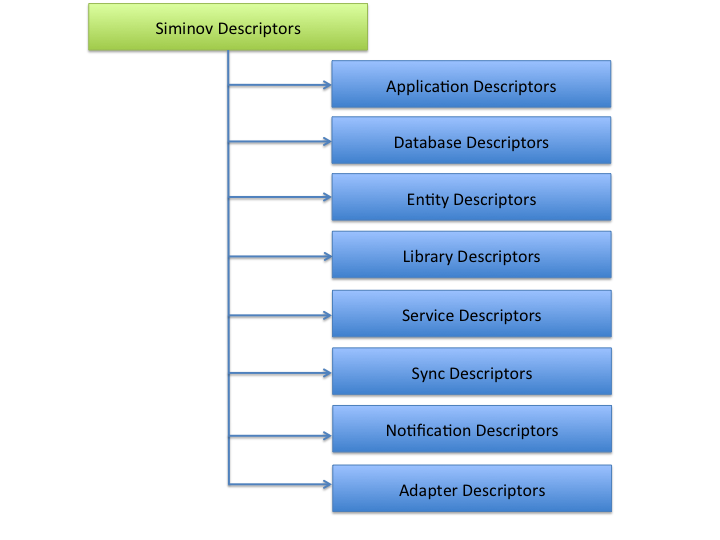 Siminov Descriptors
Application Descriptors
Database Descriptors
Entity Descriptors
Library Descriptors
Service Descriptors
Sync Descriptors
Notification Descriptors
Adapter Descriptors